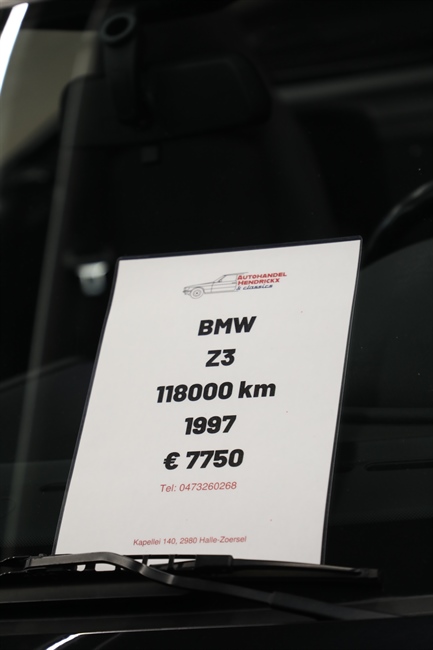 AUTOHANDEL
HENDRICKX
& classics
BMW
Z3
118000 km
1997
€ 7750
Tel: 0473260268
Kapellei 140, 2980 Halle-Zoersel